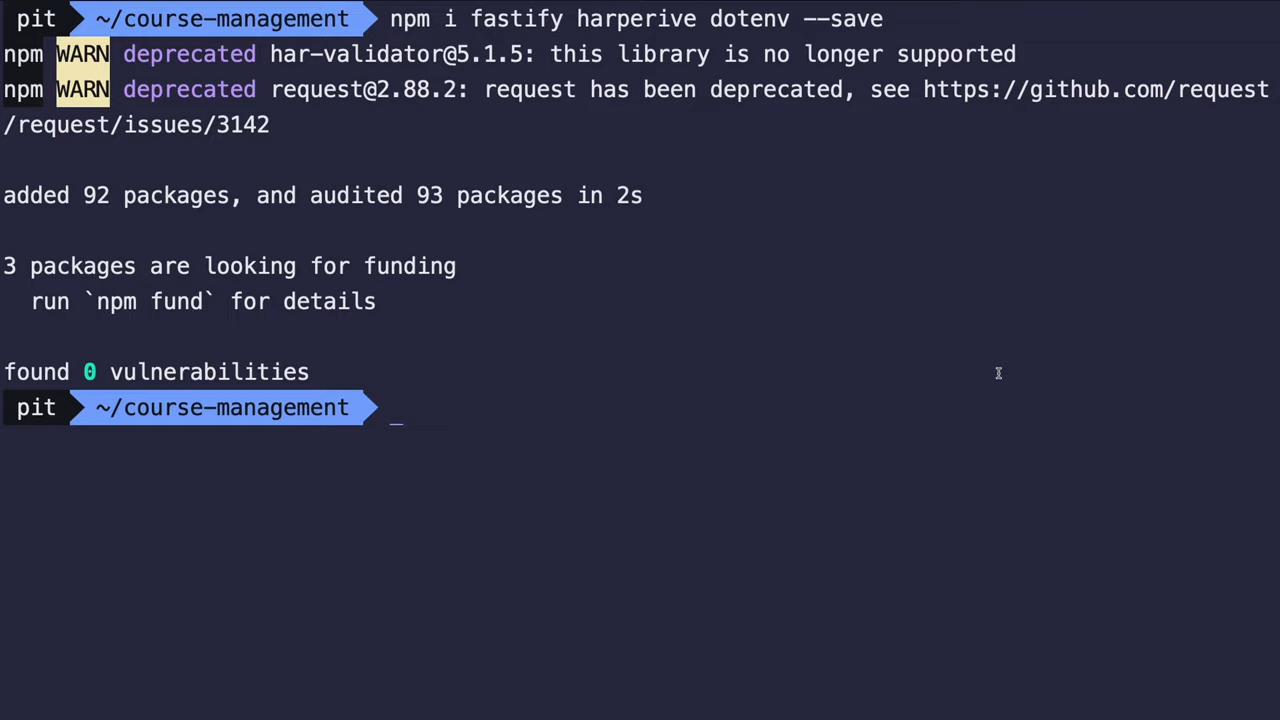 pit ~/course-management npm i fastify harperive dotenv --save
npm WARN deprecated har-validator@5.1.5: this library is no longer supported
npm WARN deprecated request@2.88.2: request has been deprecated, see https://github.com/request
/request/issues/3142
added 92 packages, and audited 93 packages in 2s
3 packages are looking for funding
run `npm fund` for details
found 0 vulnerabilities
pit ~/course-management